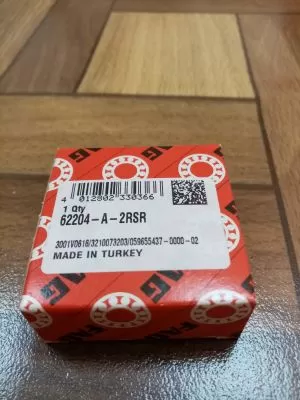 4 012802 330366
1 Qty
62204-A-2RSR
3001V0616/3210073203/059655437-0000-02
MADE IN TURKEY
FAG